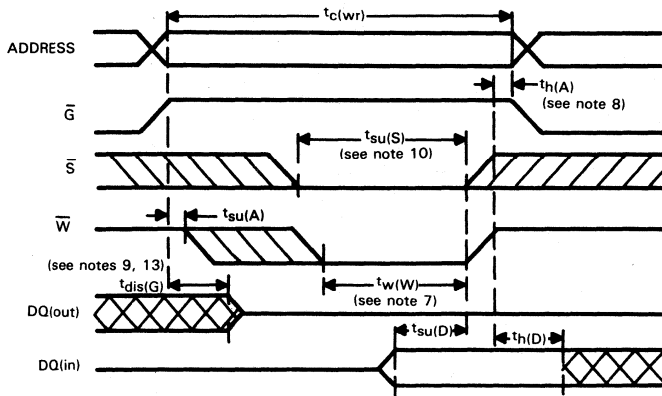 tc(wr)
ADDRESS
th(A)
(see note 8)
G
tsu(S)
(see note 10)
S
tsu(A)
W
(see notes 9, 13)
tdis(G)
tw(W)
(see note 7)
DQ(out)
tsu(D)
th(D)
DQ(in)